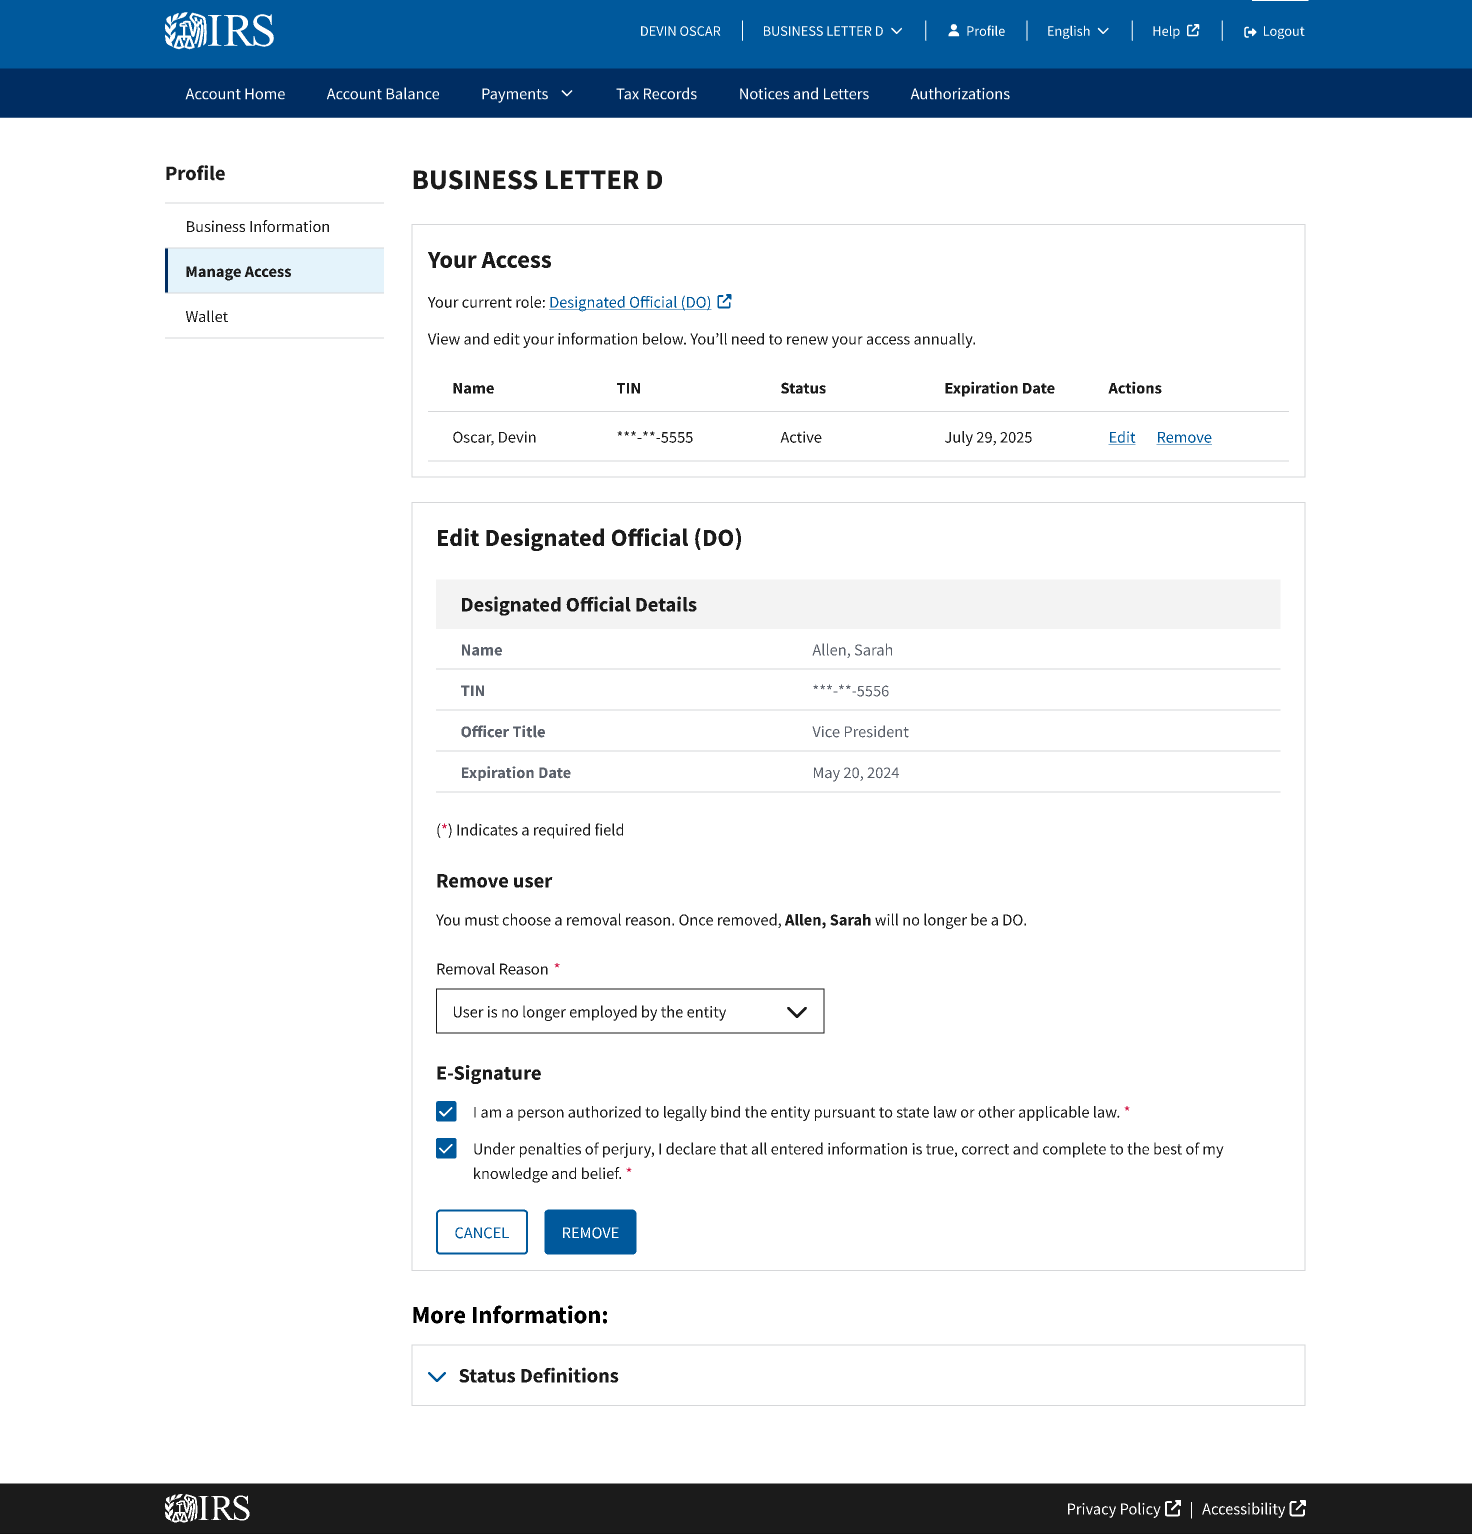 IRS
DEVIN OSCAR
BUSINESS LETTER D
Profile
English
Help
Logout
Account Home
Account Balance
Payments
Tax Records
Notices and Letters
Authorizations
Profile
Business Information
Manage Access
Wallet
BUSINESS LETTER D
Your Access
Your current role: Designated Official (DO)
View and edit your information below. You’ll need to renew your access annually.
Name TIN Status Expiration Date Actions
Oscar, Devin ***-**-5555 Active July 29, 2025 Edit Remove
Edit Designated Official (DO)
Designated Official Details
Name Allen, Sarah
TIN ***-**-5556
Officer Title Vice President
Expiration Date May 20, 2024
(*) Indicates a required field
Remove user
You must choose a removal reason. Once removed, Allen, Sarah will no longer be a DO.
Removal Reason *
User is no longer employed by the entity
E-Signature
I am a person authorized to legally bind the entity pursuant to state law or other applicable law. *
Under penalties of perjury, I declare that all entered information is true, correct and complete to the best of my
knowledge and belief. *
CANCEL
REMOVE
More Information:
Status Definitions
IRS
Privacy Policy | Accessibility